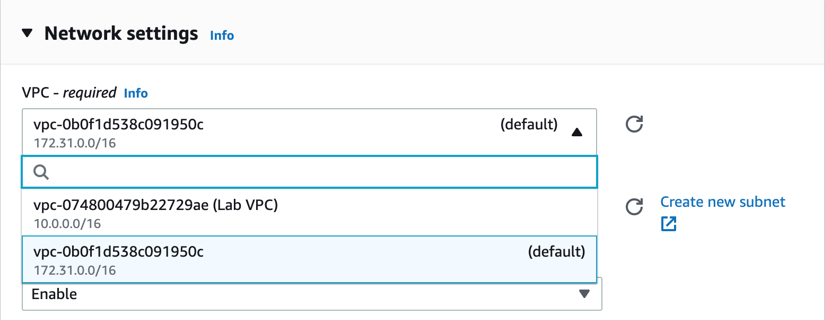 Network settings Info
VPC - required Info
vpc-0b0f1d538c091950c (default)
172.31.0.0/16
vpc-074800479b22729ae (Lab VPC)
10.0.0.0/16
Create new subnet
vpc-0b0f1d538c091950c (default)
172.31.0.0/16
Enable